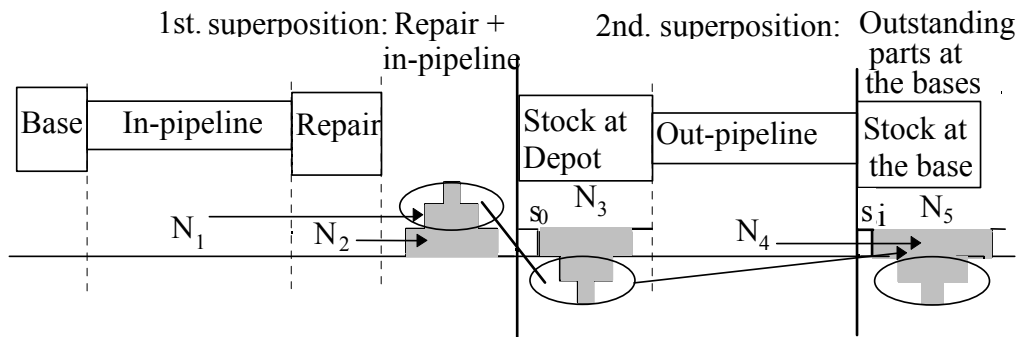 1st. superposition: Repair +
in-pipeline
2nd. superposition: Outstanding
parts at
the bases
Base
In-pipeline
Repair
Stock at
Depot
Out-pipeline
Stock at
the base
N1
N2
s0
N3
N4
si
N5